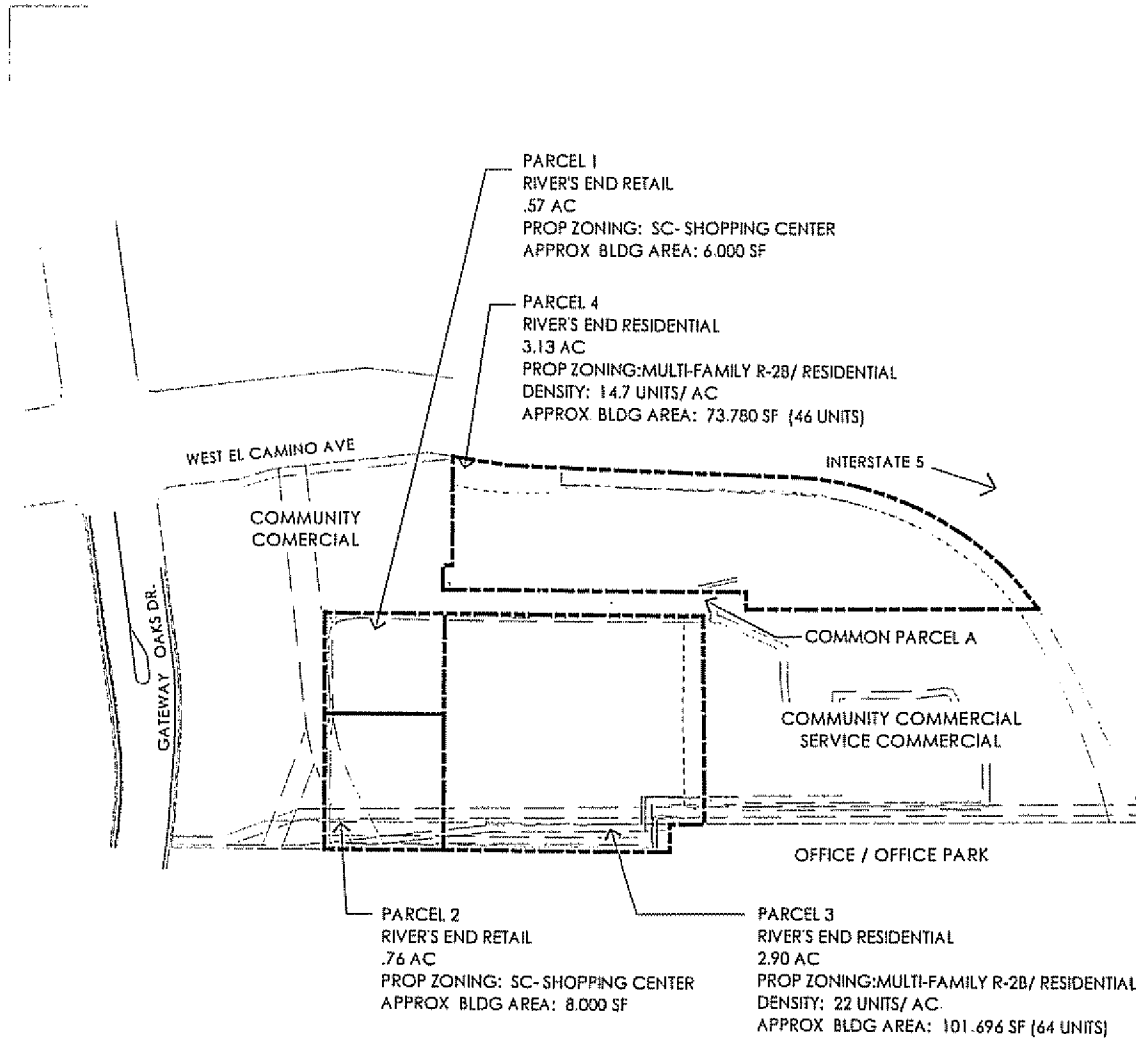 PARCEL 1
RIVER'S END RETAIL
.57 AC
PROP ZONING: SC- SHOPPING CENTER
APPROX BLDG AREA: 6.000 SF
PARCEL 4
RIVER'S END RESIDENTIAL
3.13 AC
PROP ZONING:MULTI-FAMILY R-2B/ RESIDENTIAL
DENSITY: 14.7 UNITS/ AC
APPROX BLDG AREA: 73.780 SF (46 UNITS)
WEST EL CAMINO AVE
INTERSTATE 5
COMMUNITY
COMERCIAL
GATEWAY OAKS DR.
COMMON PARCEL A
COMMUNITY COMMERCIAL
SERVICE COMMERCIAL
OFFICE / OFFICE PARK
PARCEL 2
RIVER'S END RETAIL
.76 AC
PROP ZONING: SC- SHOPPING CENTER
APPROX BLDG AREA: 8.000 SF
PARCEL 3
RIVER'S END RESIDENTIAL
2.90 AC
PROP ZONING:MULTI-FAMILY R-2B/ RESIDENTIAL
DENSITY: 22 UNITS/ AC.
APPROX BLDG AREA: 101.696 SF (64 UNITS)